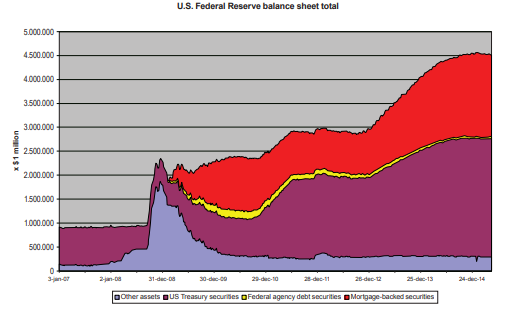 U.S. Federal Reserve balance sheet total
x $1 million
5.000.000
4.500.000
4.000.000
3.500.000
3.000.000
2.500.000
2.000.000
1.500.000
1.000.000
500.000
0
3-jan-07 2-jan-08 31-dec-08 30-dec-09 29-dec-10 28-dec-11 26-dec-12 25-dec-13 24-dec-14
Other assets US Treasury securities Federal agency debt securities Mortgage-backed securities